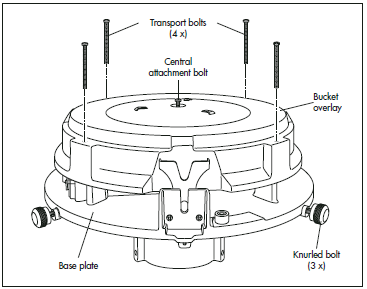 Transport bolts
(4 x)
Central
attachment bolt
Bucket
overlay
Base plate
Knurled bolt
(3 x)